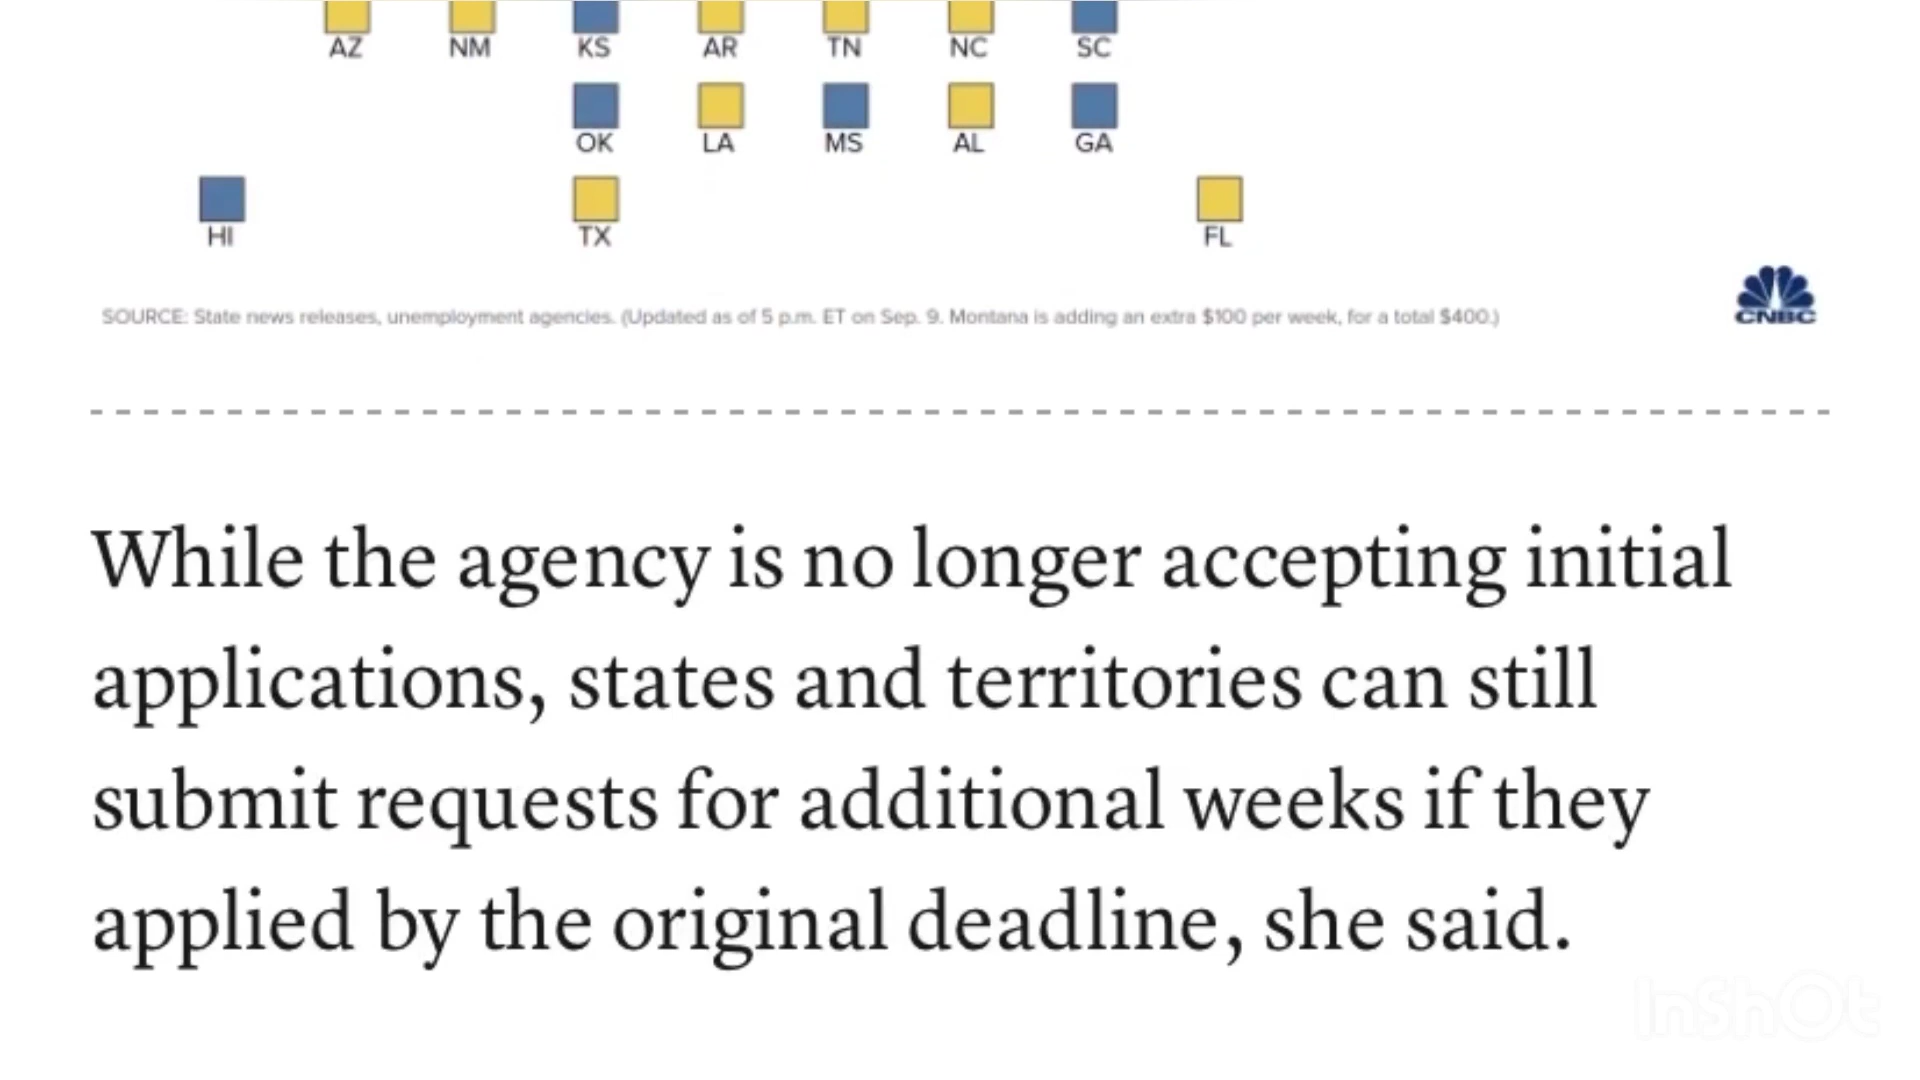 AZ NM KS AR TN NC SC
OK LA MS AL GA
HI TX FL
SOURCE: State news releases, unemployment agencies. (Updated as of 5 p.m. ET on Sep. 9. Montana is adding an extra $100 per week, for a total $400.)
CNBC
While the agency is no longer accepting initial
applications, states and territories can still
submit requests for additional weeks if they
applied by the original deadline, she said.
InShOt